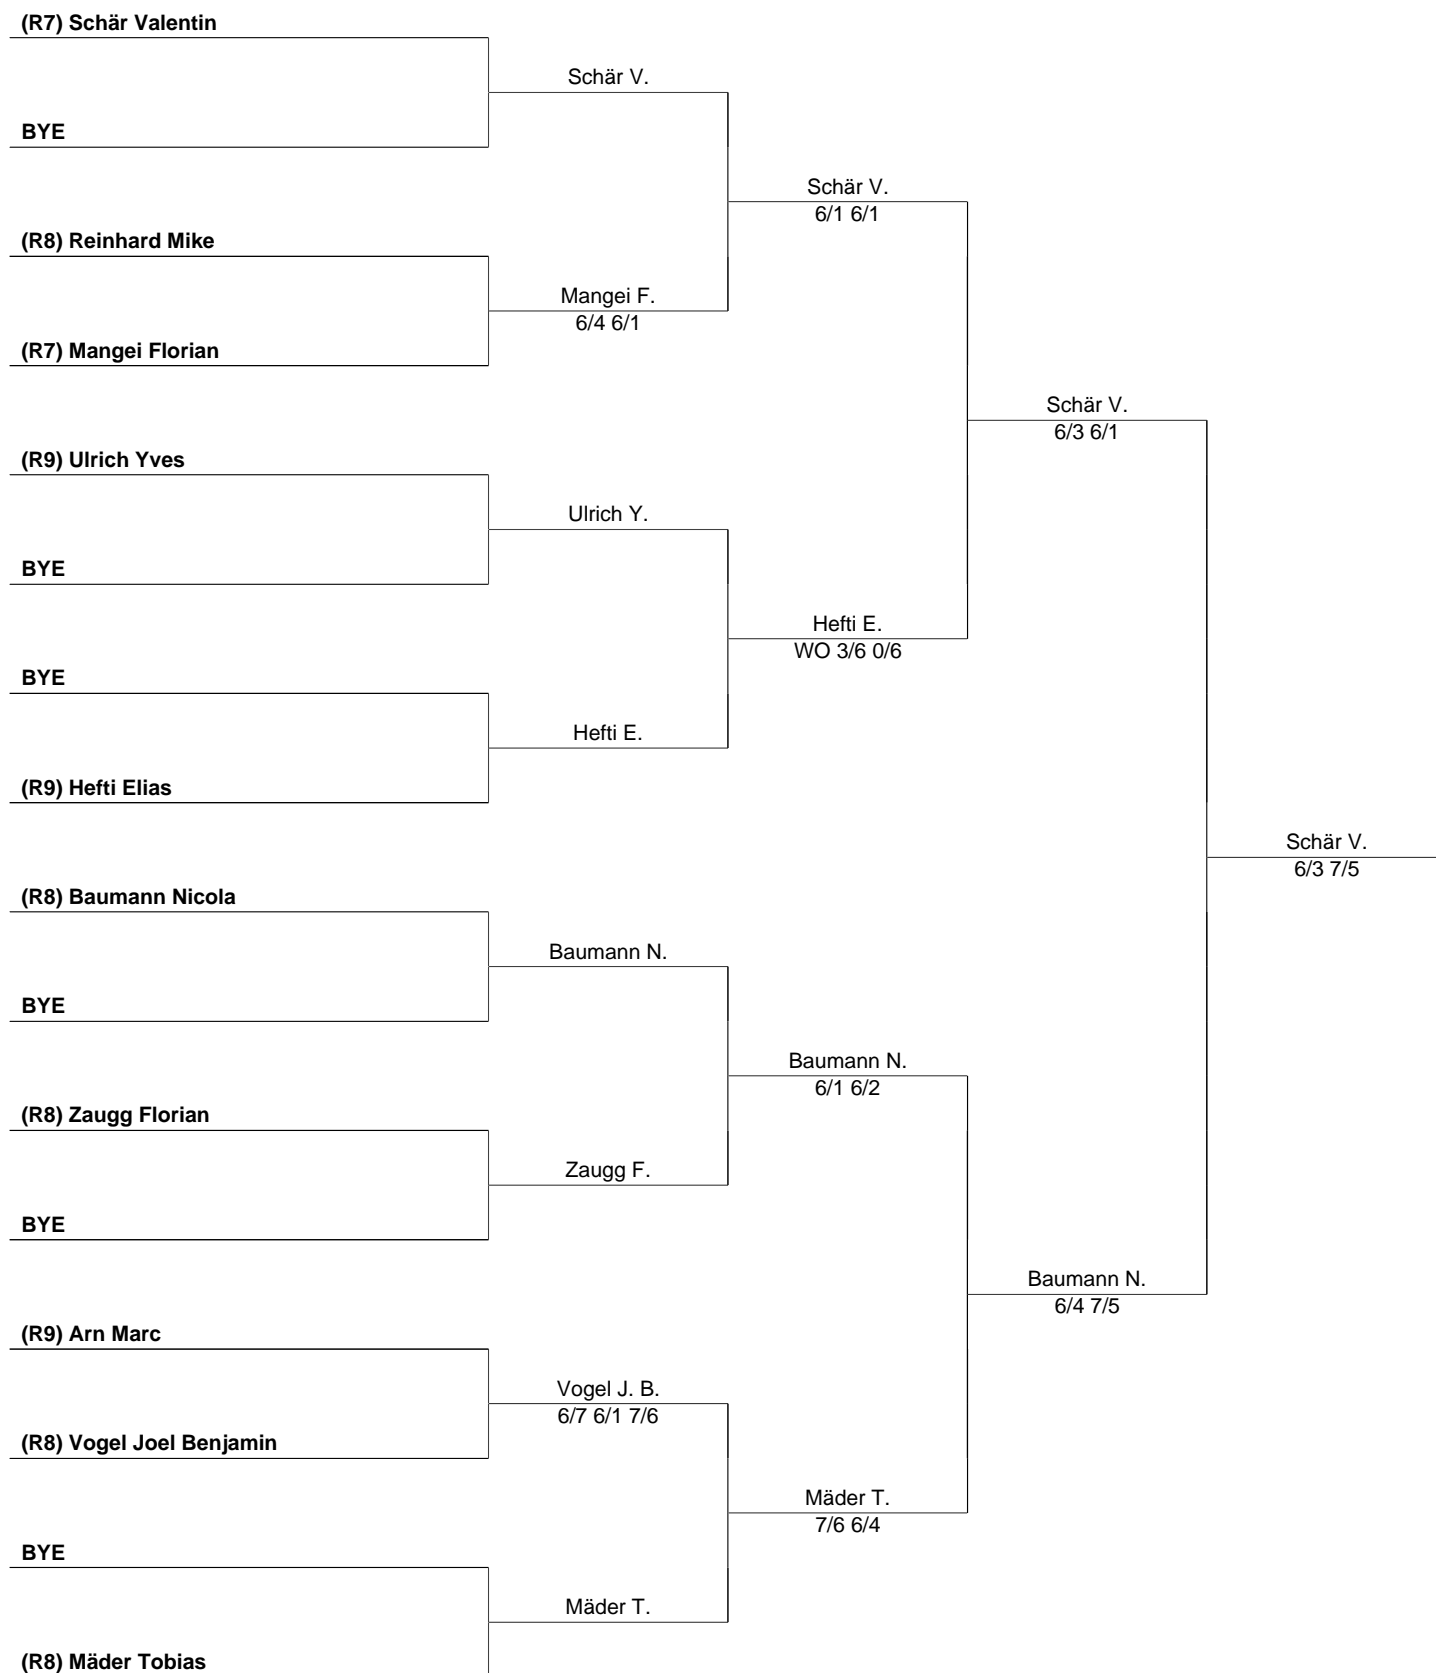 (R7) Schär Valentin
Schär V.
BYE
Schär V.
6/1 6/1
(R8) Reinhard Mike
Mangei F.
6/4 6/1
(R7) Mangei Florian
Schär V.
6/3 6/1
(R9) Ulrich Yves
Ulrich Y.
BYE
Hefti E.
WO 3/6 0/6
BYE
Hefti E.
(R9) Hefti Elias
Schär V.
6/3 7/5
(R8) Baumann Nicola
Baumann N.
BYE
Baumann N.
6/1 6/2
(R8) Zaugg Florian
Zaugg F.
BYE
Baumann N.
6/4 7/5
(R9) Arn Marc
Vogel J. B.
6/7 6/1 7/6
(R8) Vogel Joel Benjamin
Mäder T.
7/6 6/4
BYE
Mäder T.
(R8) Mäder Tobias